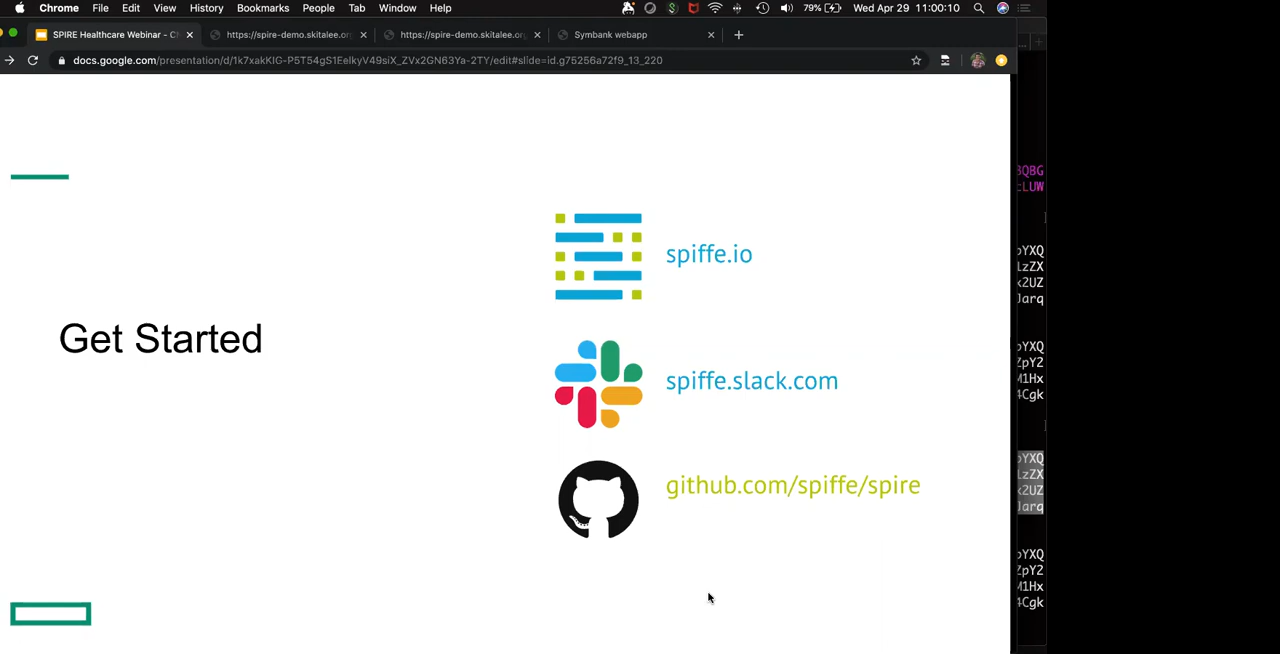 Chrome File Edit View History Bookmarks People Tab Window Help 79% Wed Apr 29 11:00:10
SPIRE Healthcare Webinar - C
https://spire-demo.skitalee.or
https://spire-demo.skitalee.or
Symbank webapp
docs.google.com/presentation/d/1k7xakKIG-P5T54gS1EelkyV49siX_ZVx2GN63Ya-2TY/edit#slide=id.g75256a72f9_13_220
Get Started
spiffe.io
spiffe.slack.com
github.com/spiffe/spire